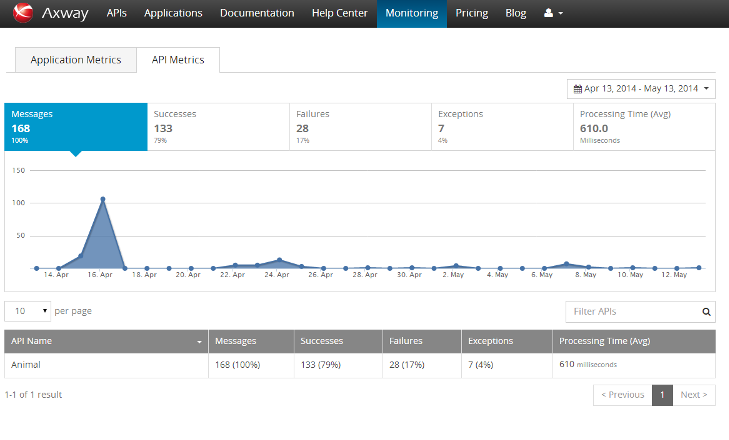 Axway APIs Applications Documentation Help Center Monitoring Pricing Blog
Application Metrics API Metrics
Apr 13, 2014 - May 13, 2014
Messages Successes Failures Exceptions Processing Time (Avg)
168 133 28 7 610.0
100% 79% 17% 4% Milliseconds
150
100
50
14. Apr 16. Apr 18. Apr 20. Apr 22. Apr 24. Apr 26. Apr 28. Apr 30. Apr 2. May 4. May 6. May 8. May 10. May 12. May
10 per page Filter APIs
API Name Messages Successes Failures Exceptions Processing Time (Avg)
Animal 168 (100%) 133 (79%) 28 (17%) 7 (4%) 610 milliseconds
1-1 of 1 result < Previous 1 Next >